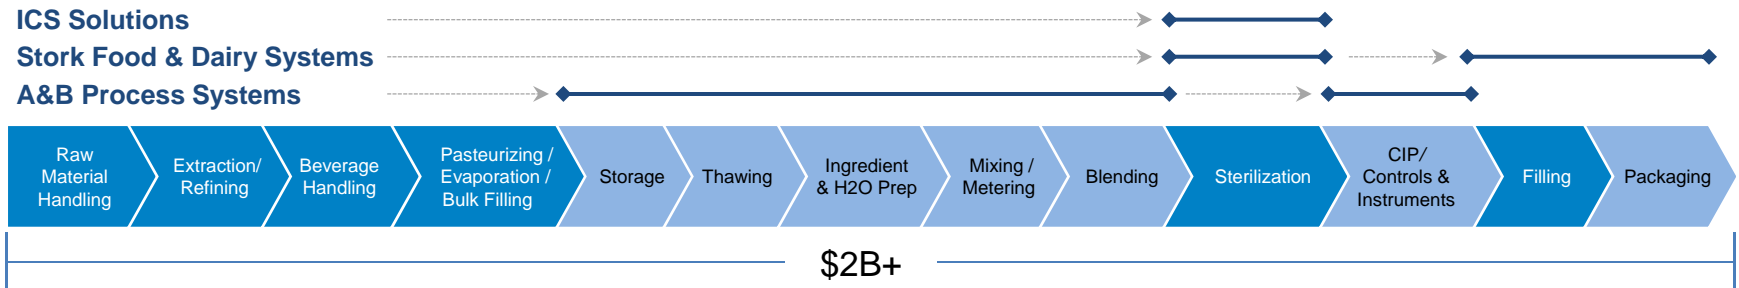 ICS Solutions
Stork Food & Dairy Systems
A&B Process Systems
Raw
Material
Handling
Extraction/
Refining
Beverage
Handling
Pasteurizing /
Evaporation /
Bulk Filling
Storage
Thawing
Ingredient
& H2O Prep
Mixing /
Metering
Blending
Sterilization
CIP/
Controls &
Instruments
Filling
Packaging
$2B+